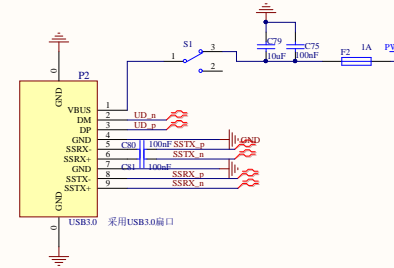 S1
3
1
2
C79
10uF
C75
100nF
F2
1A
P2
0
GND
VBUS 1
DM 2 UD_n
DP 3 UD_p
GND 4 GND
SSRX- 5 C80 100nF SSTX_p
SSRX+ 6 SSTX_n
GND 7 C81 100nF
SSTX- 8 SSRX_p
SSTX+ 9 SSRX_n
GND
0
USB3.0 采用USB3.0扁口